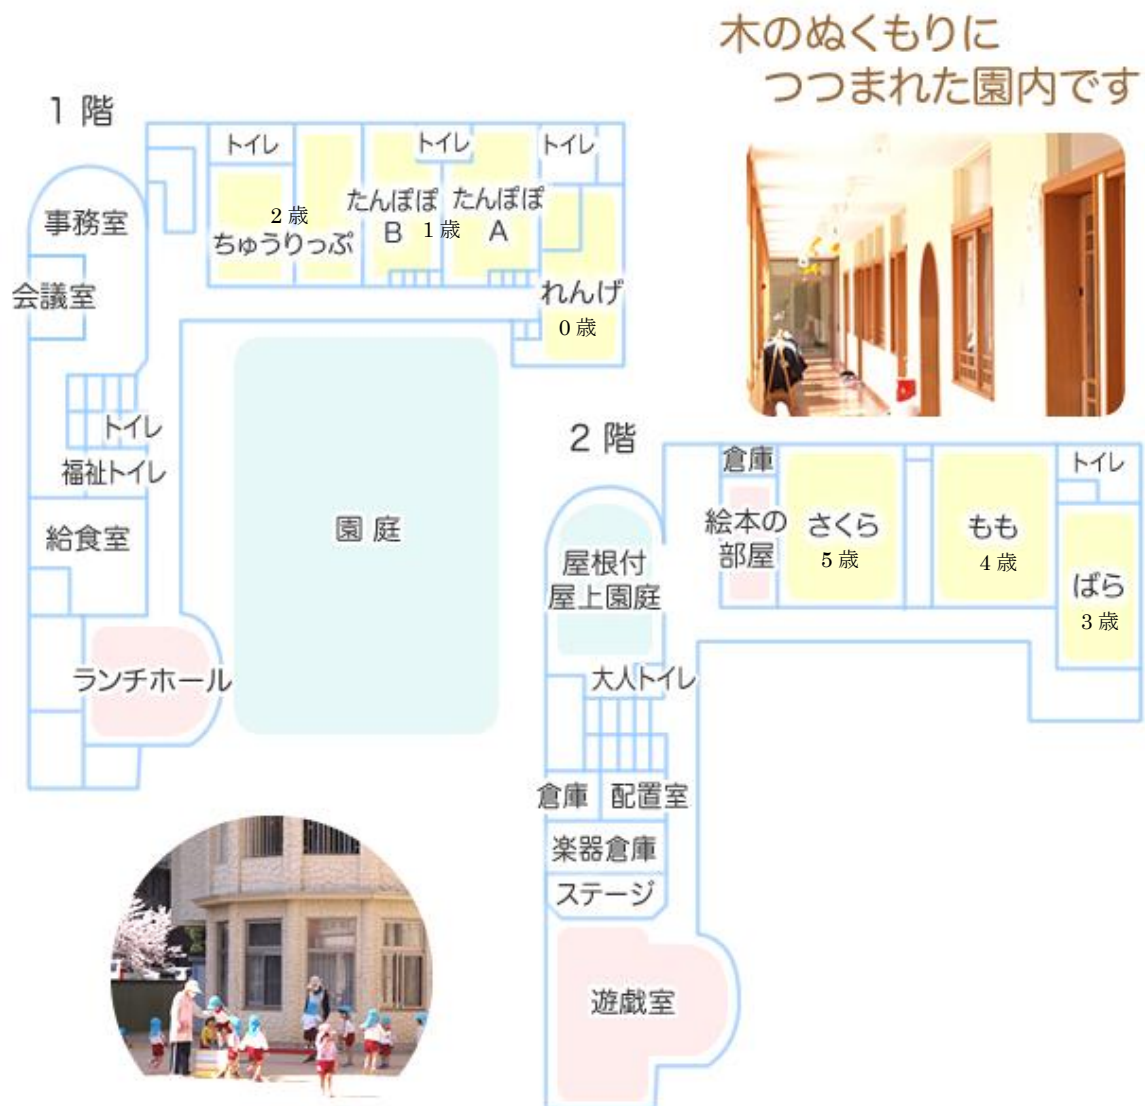 木のぬくもりに
つつまれた園内です
1 階
トイレ
トイレ
トイレ
事務室
2 歳
ちゅうりっぷ
たんぽぽ
B
1 歳
たんぽぽ
A
会議室
れんげ
0 歳
トイレ
福祉トイレ
給食室
園 庭
ランチホール
2 階
倉庫
トイレ
絵本の
部屋
さくら
5 歳
もも
4 歳
ばら
3 歳
屋根付
屋上園庭
大人トイレ
倉庫
配置室
楽器倉庫
ステージ
遊戯室